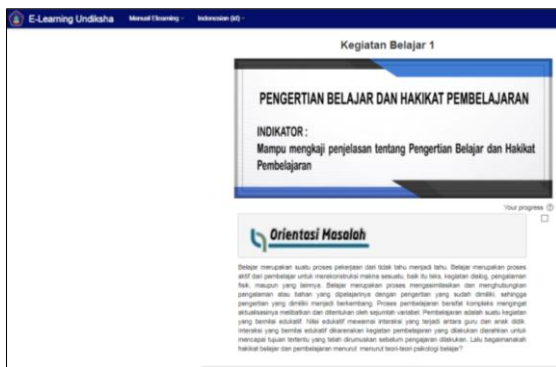 E-Learning Undiksha
Manual Elearning
Indonesian (id)
Kegiatan Belajar 1
PENGERTIAN BELAJAR DAN HAKIKAT PEMBELAJARAN
INDIKATOR :
Mampu mengkaji penjelasan tentang Pengertian Belajar dan Hakikat
Pembelajaran
Your progress
Orientasi Masalah
Belajar merupakan suatu proses pekerjaan dari tidak tahu menjadi tahu. Belajar merupakan proses
aktif dari pembelajar untuk merekonstruksi makna sesuatu, baik itu teks, kegiatan dialog, pengalaman
fisik, maupun yang lainnya. Belajar merupakan proses mengasimilasikan dan menghubungkan
pengalaman atau bahan yang dipelajarinya dengan pengertian yang sudah dimiliki, sehingga
pengertian yang dimiliki menjadi berkembang. Proses pembelajaran bersifat kompleks mengingat
aktualisasinya melibatkan dan ditentukan oleh sejumlah variabel. Pembelajaran adalah suatu kegiatan
yang bernilai edukatif. Nilai edukatif mewarnai interaksi yang terjadi antara guru dan anak didik.
Interaksi yang bernilai edukatif dikarenakan kegiatan pembelajaran yang dilakukan diarahkan untuk
mencapai tujuan tertentu yang telah dirumuskan sebelum pengajaran dilakukan. Lalu bagaimanakah
hakikat belajar dan pembelajaran menurut menurut teori-teori psikologi belajar?